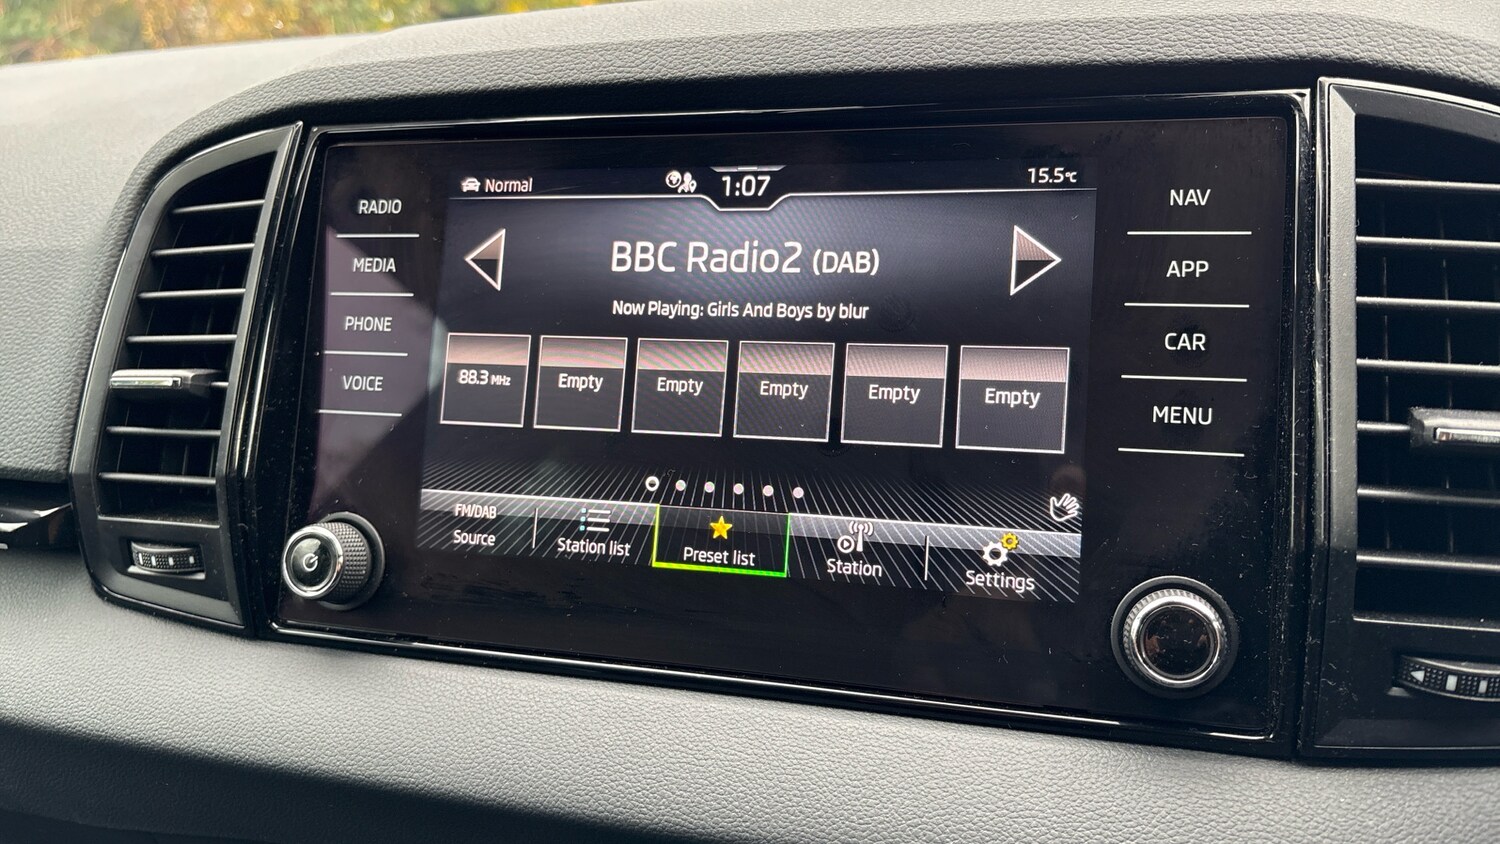 Normal
1:07
15.5°C
RADIO
MEDIA
PHONE
VOICE
BBC Radio2 (DAB)
Now Playing: Girls And Boys by blur
88.3 MHz
Empty
Empty
Empty
Empty
Empty
FM/DAB
Source
Station list
Preset list
Station
Settings
NAV
APP
CAR
MENU